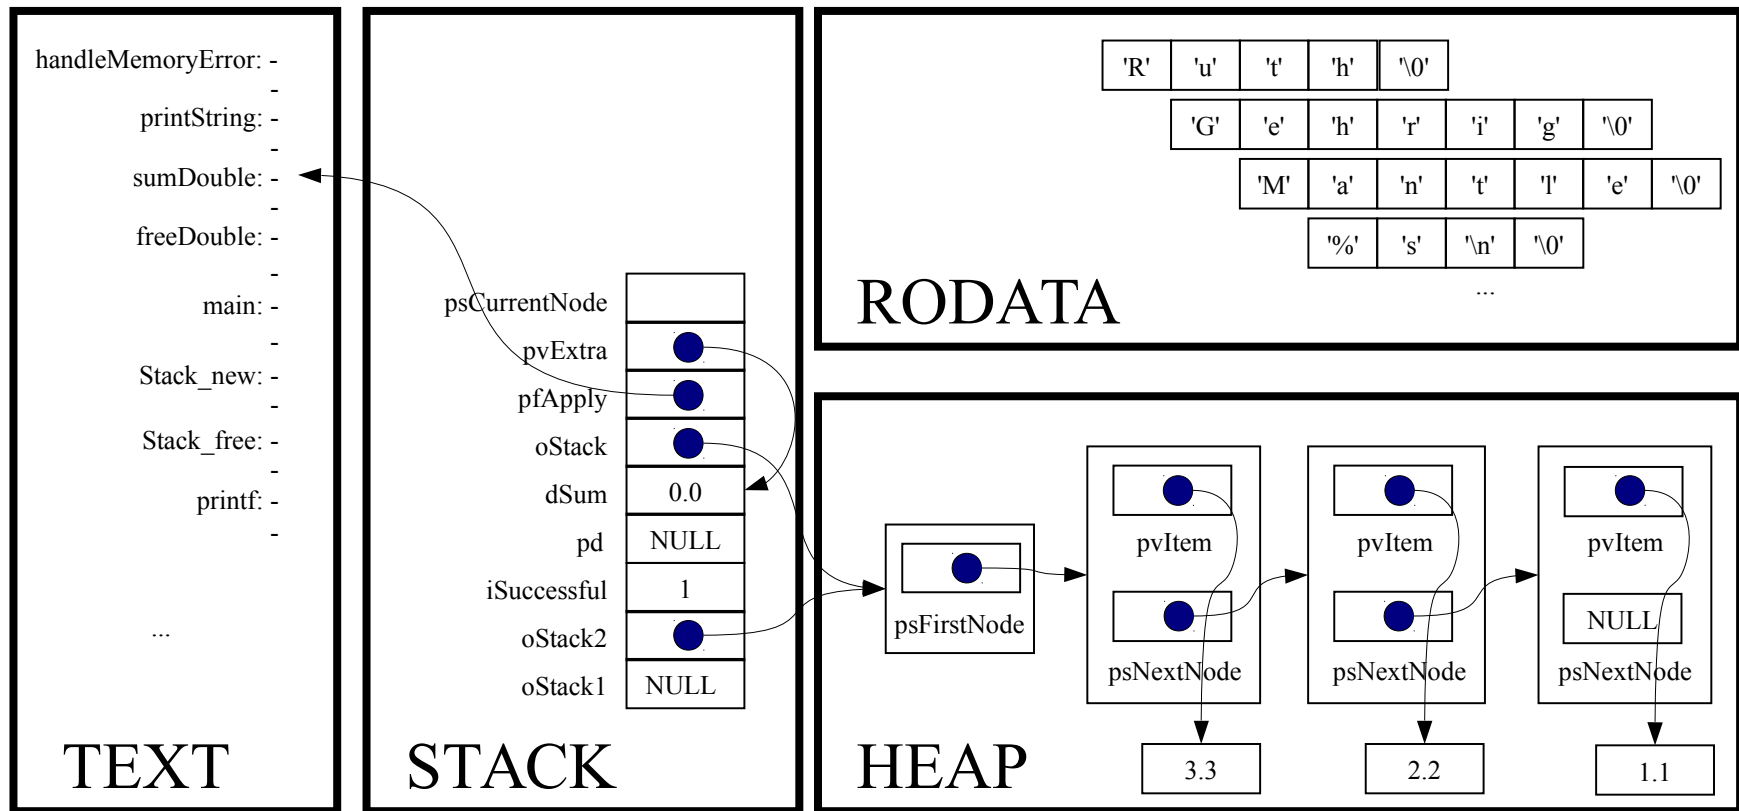 handleMemoryError: -
-
printString: -
-
sumDouble: -
-
freeDouble: -
-
main: -
-
Stack_new: -
-
Stack_free: -
-
printf: -
-
...
TEXT
psCurrentNode
pvExtra
pfApply
oStack
dSum 0.0
pd NULL
iSuccessful 1
oStack2
oStack1 NULL
STACK
'R' 'u' 't' 'h' '\0'
'G' 'e' 'h' 'r' 'i' 'g' '\0'
'M' 'a' 'n' 't' 'l' 'e' '\0'
'%' 's' '\n' '\0'
...
RODATA
psFirstNode
pvItem pvItem pvItem
NULL
psNextNode psNextNode psNextNode
3.3 2.2 1.1
HEAP